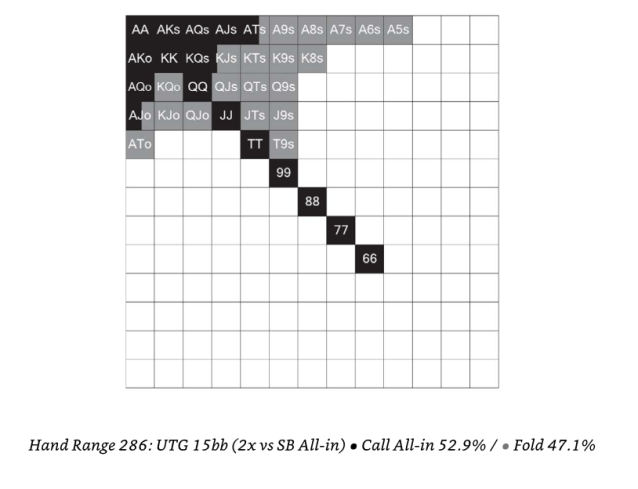 AA AKs AQs AJs ATs A9s A8s A7s A6s A5s
AKo KK KQs KJs KTs K9s K8s
AQo KQo QQ QJs QTs Q9s
AJo KJo QJo JJ JTs J9s
ATo TT T9s
99
88
77
66
Hand Range 286: UTG 15bb (2x vs SB All-in) • Call All-in 52.9% / • Fold 47.1%